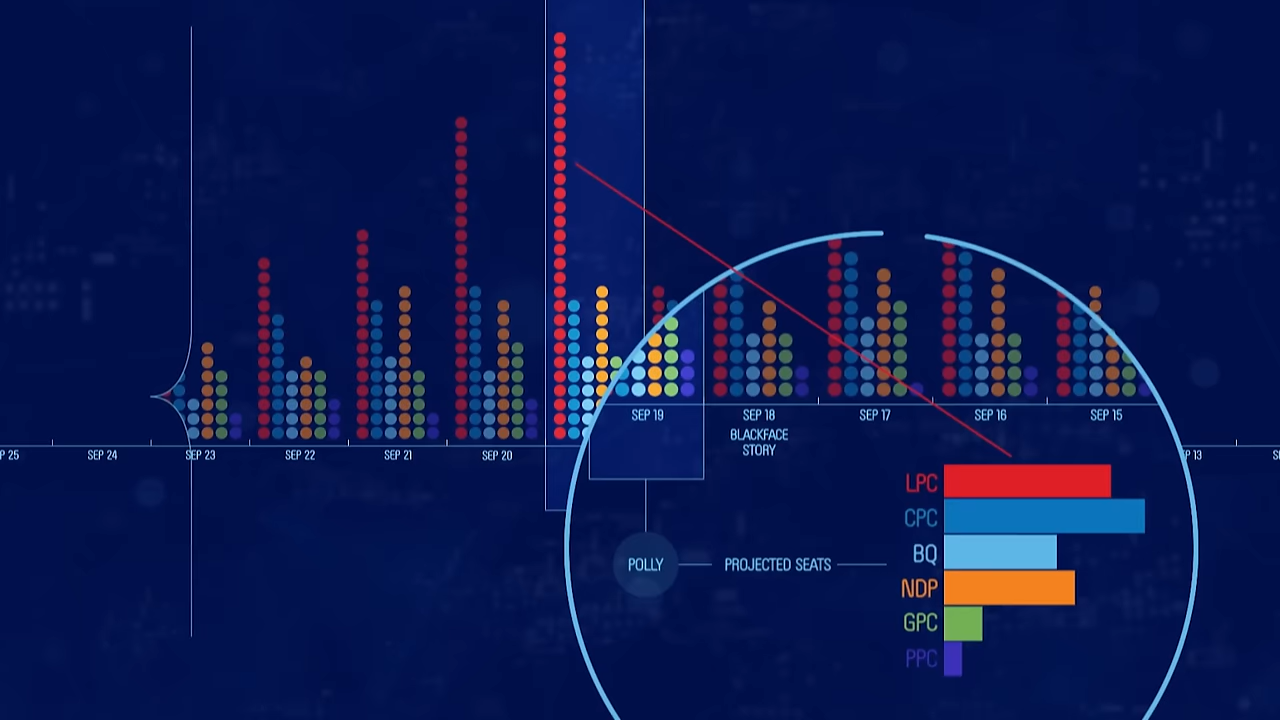 P 25
SEP 24
SEP 23
SEP 22
SEP 21
SEP 20
SEP 19
SEP 18
SEP 17
SEP 16
SEP 15
P 13
S
BLACKFACE
STORY
POLLY
PROJECTED SEATS
LPC
CPC
BQ
NDP
GPC
PPC